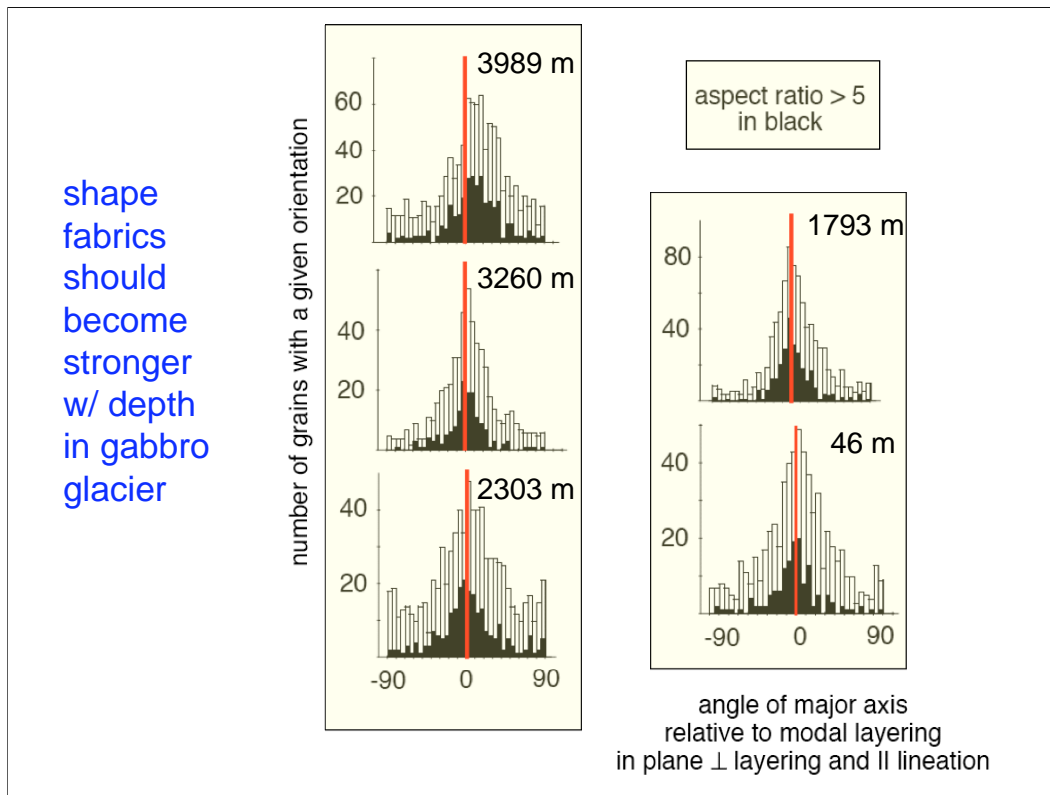 shape
fabrics
should
become
stronger
w/ depth
in gabbro
glacier
number of grains with a given orientation
3989 m
60
40
20
3260 m
40
20
2303 m
40
20
-90 0 90
aspect ratio > 5
in black
1793 m
80
40
46 m
40
20
-90 0 90
angle of major axis
relative to modal layering
in plane ⊥ layering and II lineation